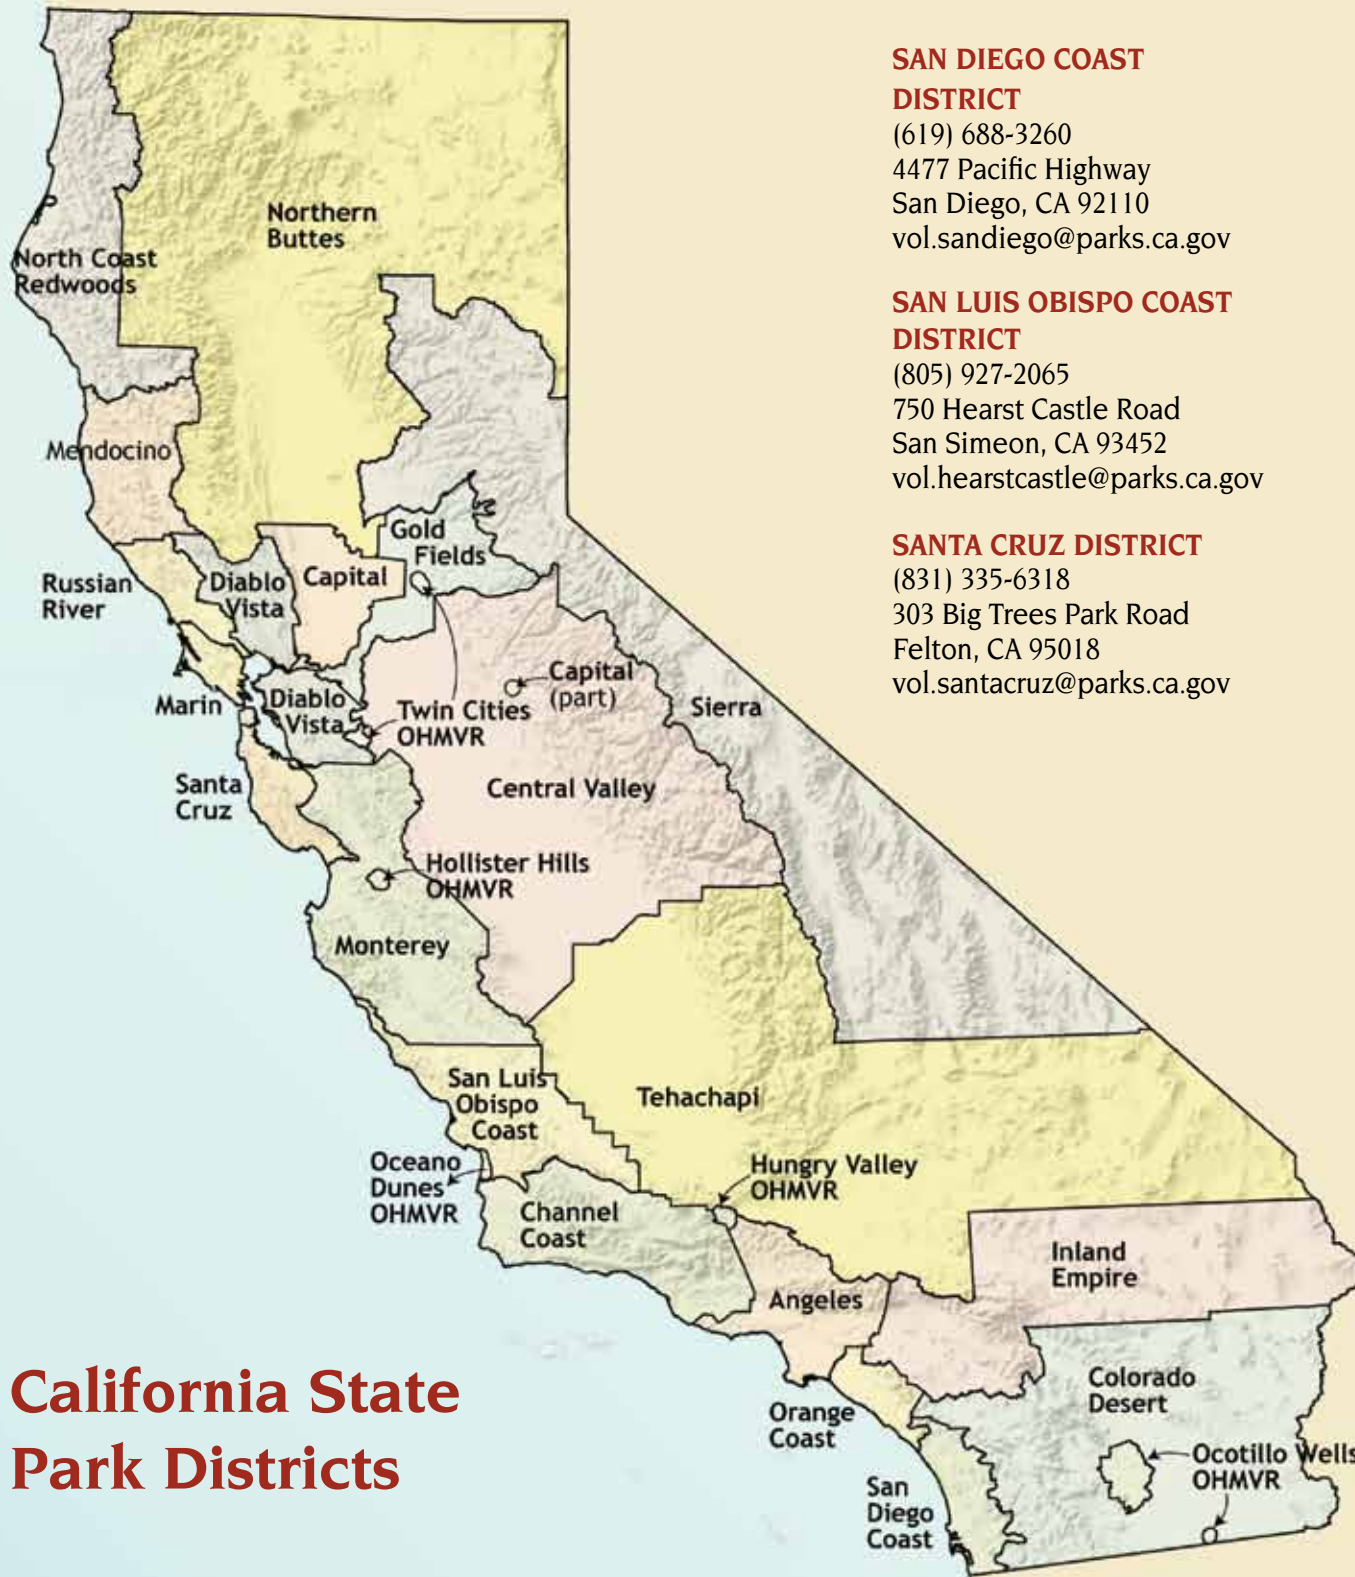 SAN DIEGO COAST
DISTRICT
(619) 688-3260
4477 Pacific Highway
San Diego, CA 92110
vol.sandiego@parks.ca.gov
SAN LUIS OBISPO COAST
DISTRICT
(805) 927-2065
750 Hearst Castle Road
San Simeon, CA 93452
vol.hearstcastle@parks.ca.gov
SANTA CRUZ DISTRICT
(831) 335-6318
303 Big Trees Park Road
Felton, CA 95018
vol.santacruz@parks.ca.gov
Northern
Buttes
North Coast
Redwoods
Mendocino
Gold
Fields
Russian
River
Diablo
Vista
Capital
Marin
Diablo
Vista
Twin Cities
OHMVR
Capital
(part)
Sierra
Santa
Cruz
Central Valley
Hollister Hills
OHMVR
Monterey
San Luis
Obispo
Coast
Tehachapi
Oceano
Dunes
OHMVR
Channel
Coast
Hungry Valley
OHMVR
Inland
Empire
Angeles
Colorado
Desert
Orange
Coast
Ocotillo Wells
OHMVR
San
Diego
Coast
California State
Park Districts